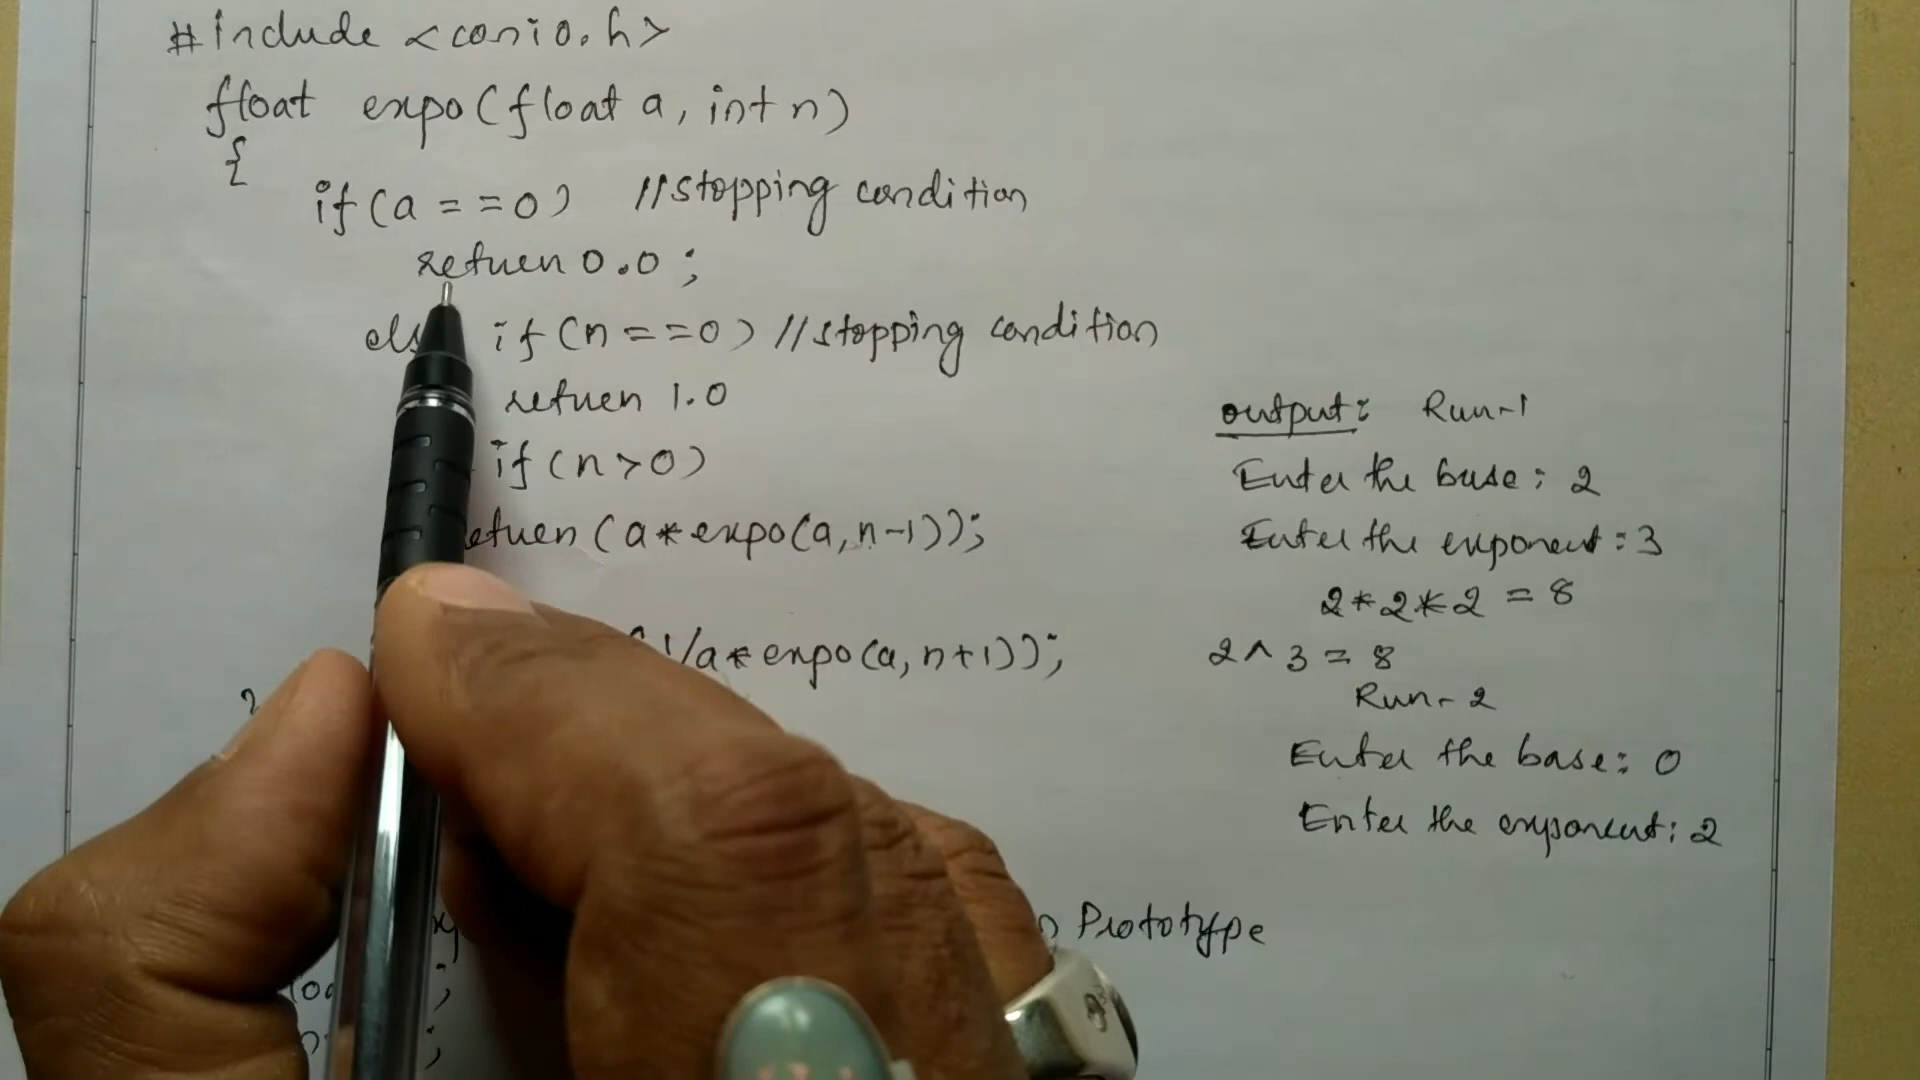 #include <conio.h>
float expo(float a, int n)
{
if(a==0) //stopping condition
return 0.0;
if(n==0) //stopping condition
return 1.0
if(n>0)
(a*expo(a,n-1));
1/a*expo(a,n+1));
output: Run-1
Enter the base: 2
Enter the exponent: 3
2*2*2=8
2^3=8
Run-2
Enter the base: 0
Enter the exponent: 2
Prototype